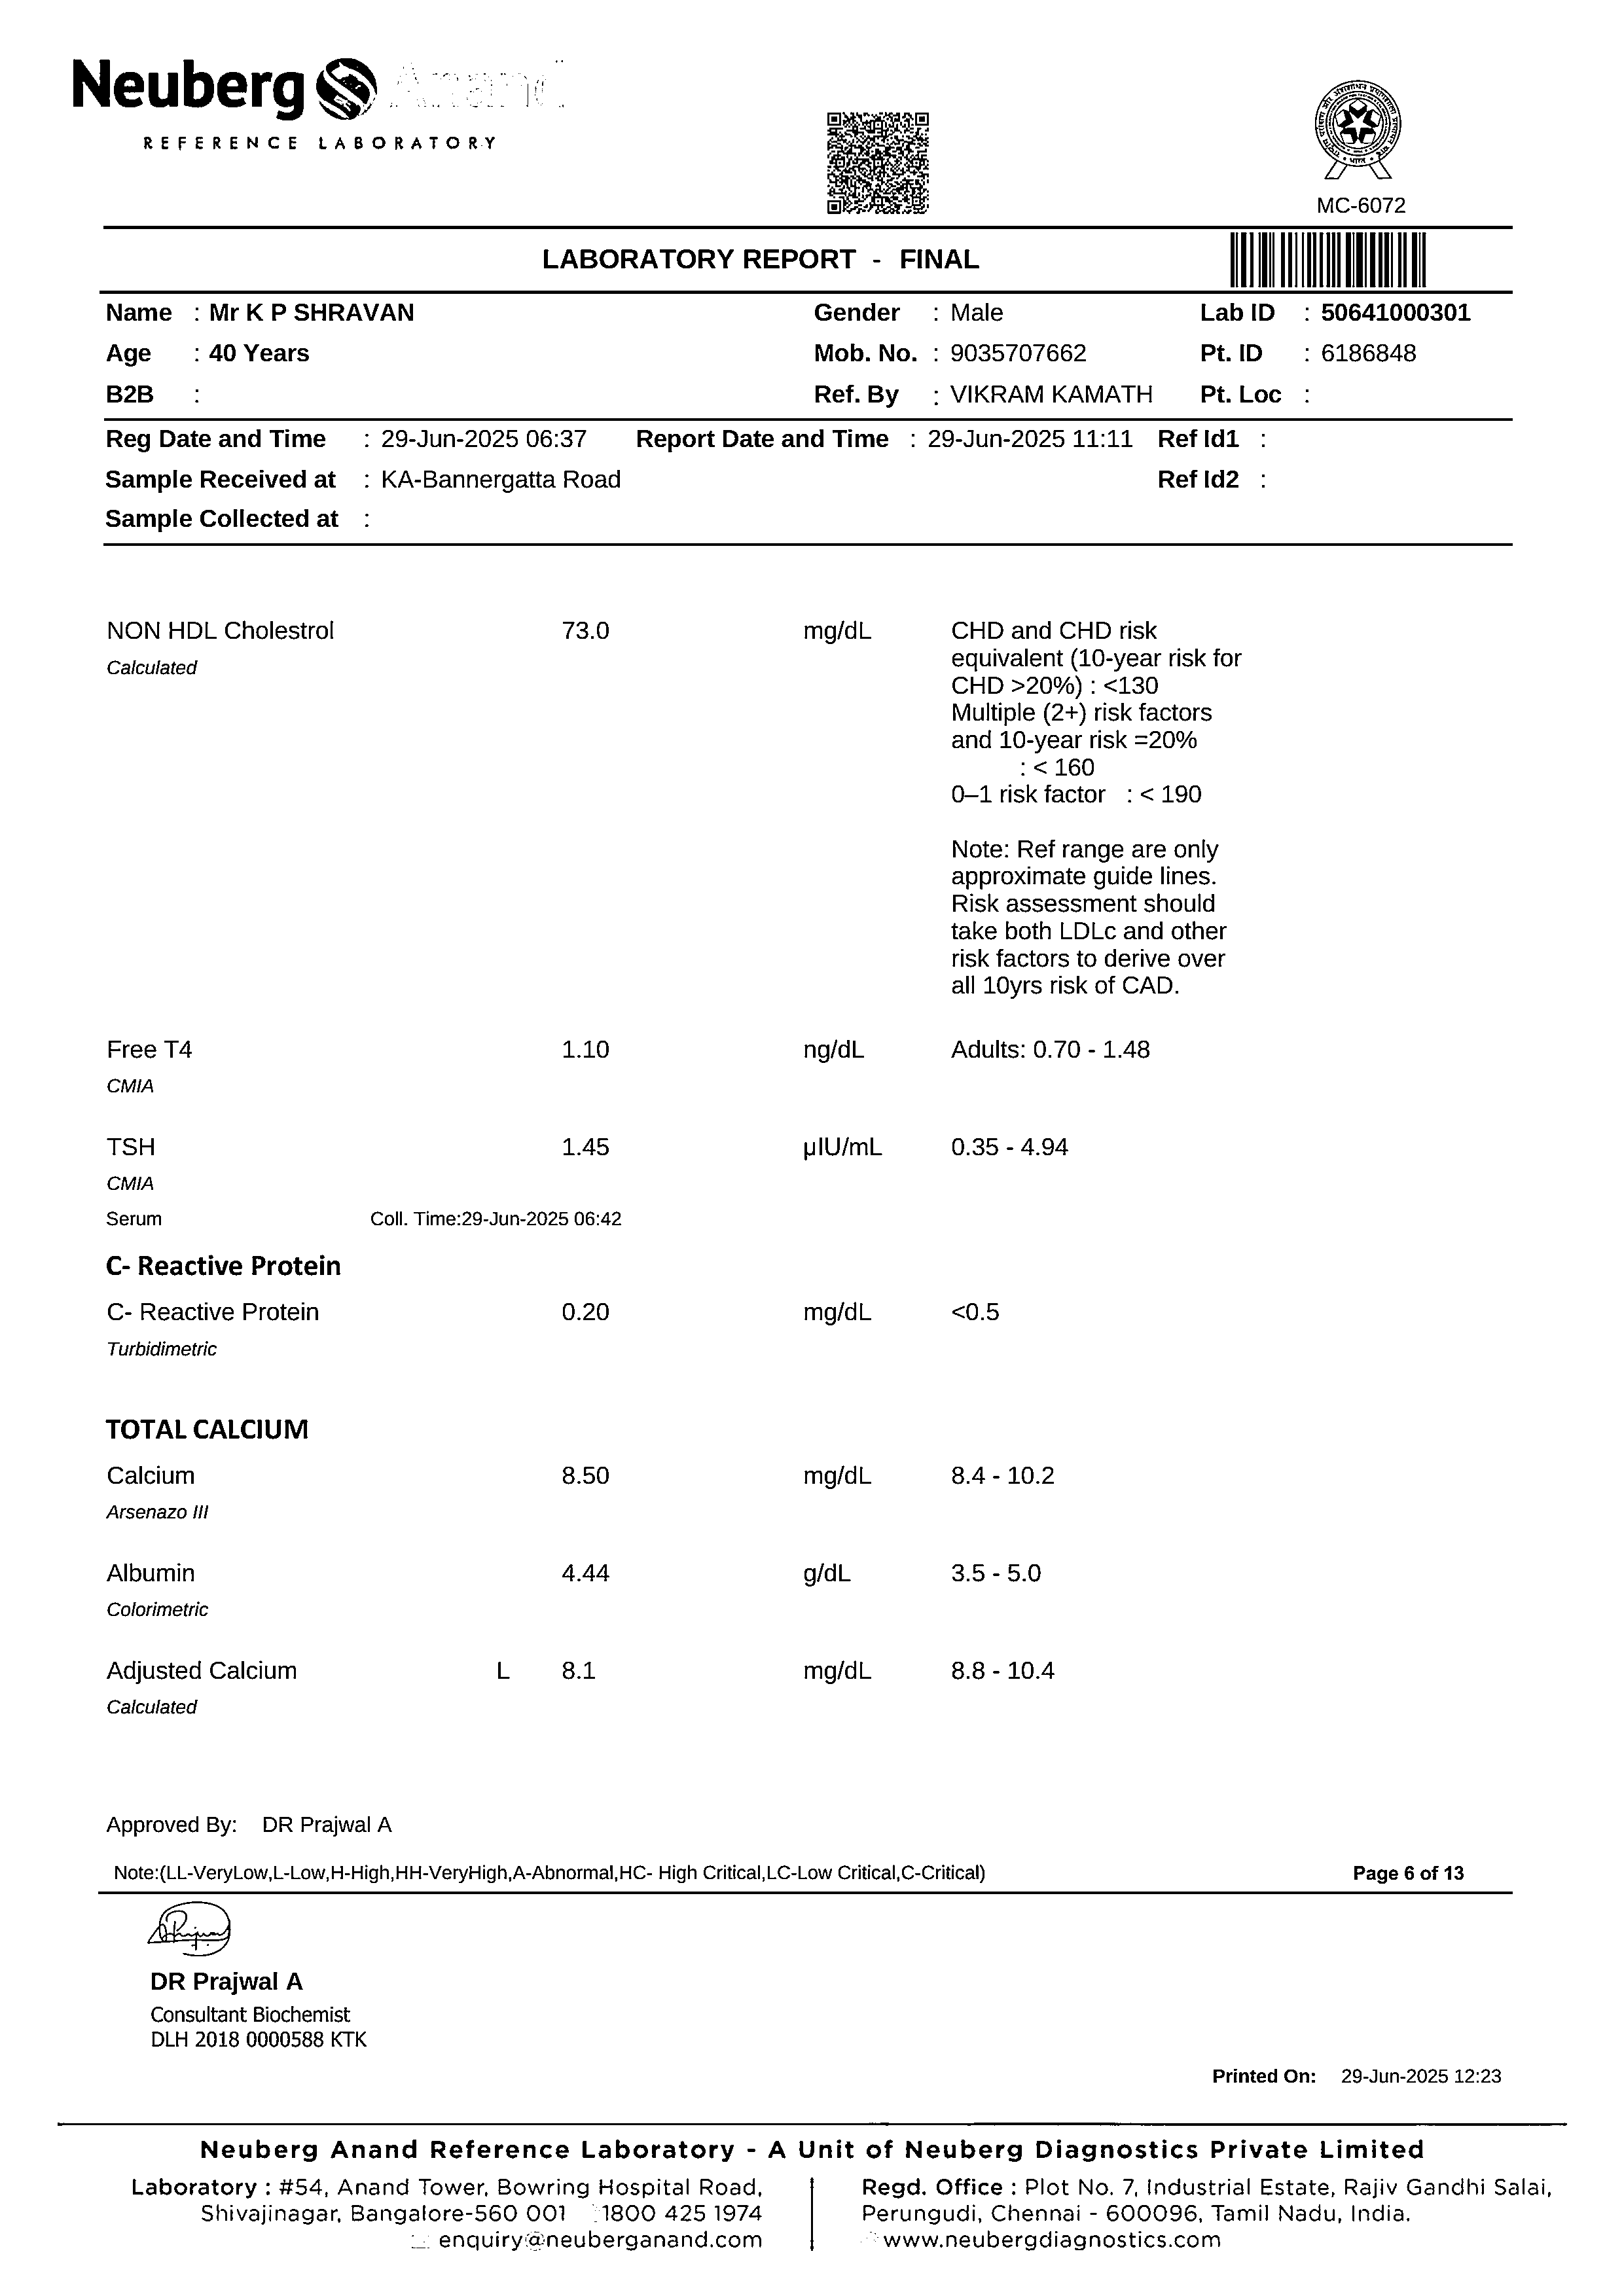 Neuberg Anand
REFERENCE LABORATORY
MC-6072
LABORATORY REPORT - FINAL
Name : Mr K P SHRAVAN Gender : Male Lab ID : 50641000301
Age : 40 Years Mob. No. : 9035707662 Pt. ID : 6186848
B2B : Ref. By : VIKRAM KAMATH Pt. Loc :
Reg Date and Time : 29-Jun-2025 06:37 Report Date and Time : 29-Jun-2025 11:11 Ref Id1 :
Sample Received at : KA-Bannergatta Road Ref Id2 :
Sample Collected at :
NON HDL Cholestrol 73.0 mg/dL CHD and CHD risk
Calculated equivalent (10-year risk for
CHD >20%) : <130
Multiple (2+) risk factors
and 10-year risk =20%
: < 160
0–1 risk factor : < 190
Note: Ref range are only
approximate guide lines.
Risk assessment should
take both LDLc and other
risk factors to derive over
all 10yrs risk of CAD.
Free T4 1.10 ng/dL Adults: 0.70 - 1.48
CMIA
TSH 1.45 µIU/mL 0.35 - 4.94
CMIA
Serum Coll. Time:29-Jun-2025 06:42
C- Reactive Protein
C- Reactive Protein 0.20 mg/dL <0.5
Turbidimetric
TOTAL CALCIUM
Calcium 8.50 mg/dL 8.4 - 10.2
Arsenazo III
Albumin 4.44 g/dL 3.5 - 5.0
Colorimetric
Adjusted Calcium L 8.1 mg/dL 8.8 - 10.4
Calculated
Approved By: DR Prajwal A
Note:(LL-VeryLow,L-Low,H-High,HH-VeryHigh,A-Abnormal,HC- High Critical,LC-Low Critical,C-Critical) Page 6 of 13
DR Prajwal A
Consultant Biochemist
DLH 2018 0000588 KTK
Printed On: 29-Jun-2025 12:23
Neuberg Anand Reference Laboratory - A Unit of Neuberg Diagnostics Private Limited
Laboratory : #54, Anand Tower, Bowring Hospital Road,
Shivajinagar, Bangalore-560 001 1800 425 1974
enquiry@neuberganand.com
Regd. Office : Plot No. 7, Industrial Estate, Rajiv Gandhi Salai,
Perungudi, Chennai - 600096, Tamil Nadu, India.
www.neubergdiagnostics.com